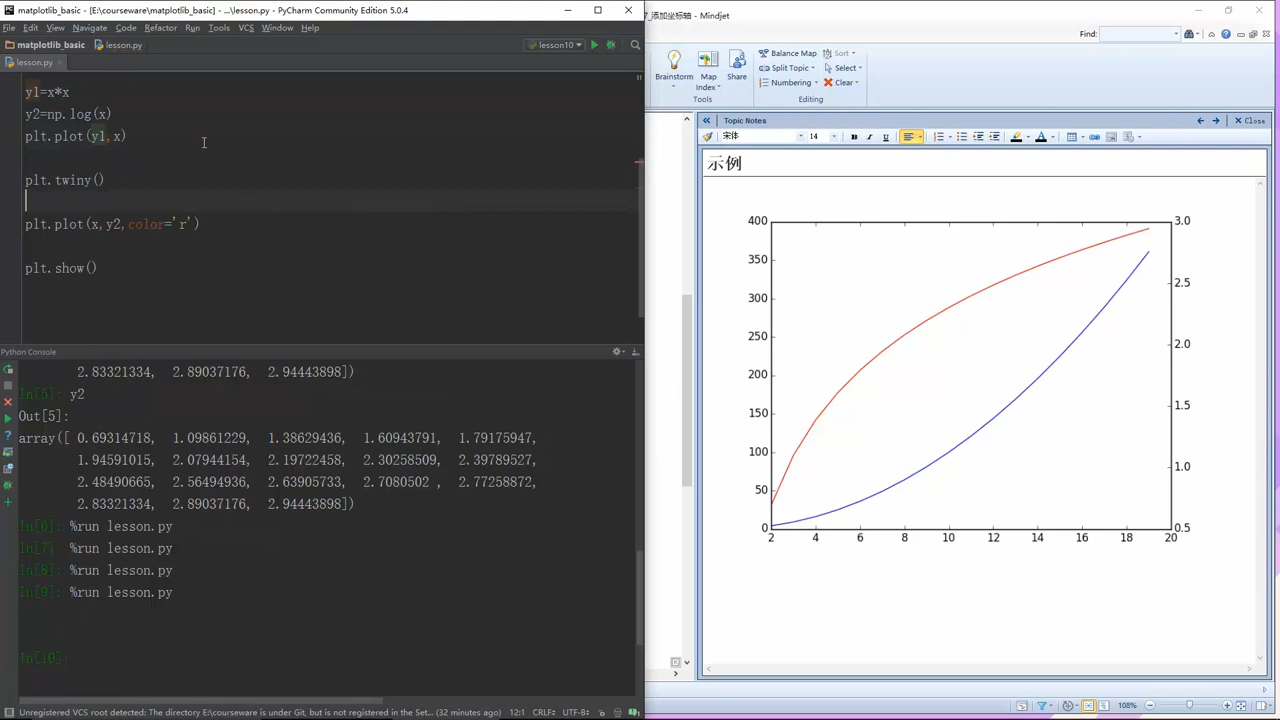 matplotlib_basic - [E:\courseware\matplotlib_basic] - ...\lesson.py - PyCharm Community Edition 5.0.4
File Edit View Navigate Code Refactor Run Tools VCS Window Help
matplotlib_basic lesson.py
lesson10
lesson.py
y1=x*x
y2=np.log(x)
plt.plot(y1,x)
plt.twiny()
plt.plot(x,y2,color='r')
plt.show()
Python Console
2.83321334, 2.89037176, 2.94443898])
In[5]: y2
Out[5]:
array([ 0.69314718, 1.09861229, 1.38629436, 1.60943791, 1.79175947,
1.94591015, 2.07944154, 2.19722458, 2.30258509, 2.39789527,
2.48490665, 2.56494936, 2.63905733, 2.7080502 , 2.77258872,
2.83321334, 2.89037176, 2.94443898])
In[6]: %run lesson.py
In[7]: %run lesson.py
In[8]: %run lesson.py
In[9]: %run lesson.py
In[10]:
Unregistered VCS root detected: The directory E:\courseware is under Git, but is not registered in the Set... (32 minutes ago) 12:1 CRLF÷ UTF-8÷
7_添加坐标轴 - Mindjet
Find:
Brainstorm
Map Index
Share
Tools
Balance Map Sort
Split Topic Select
Numbering Clear
Editing
Topic Notes Close
宋体 14 B I U
示例
400 3.0
350
2.5
300
250 2.0
200
150 1.5
100 1.0
50
0 0.5
2 4 6 8 10 12 14 16 18 20
108%